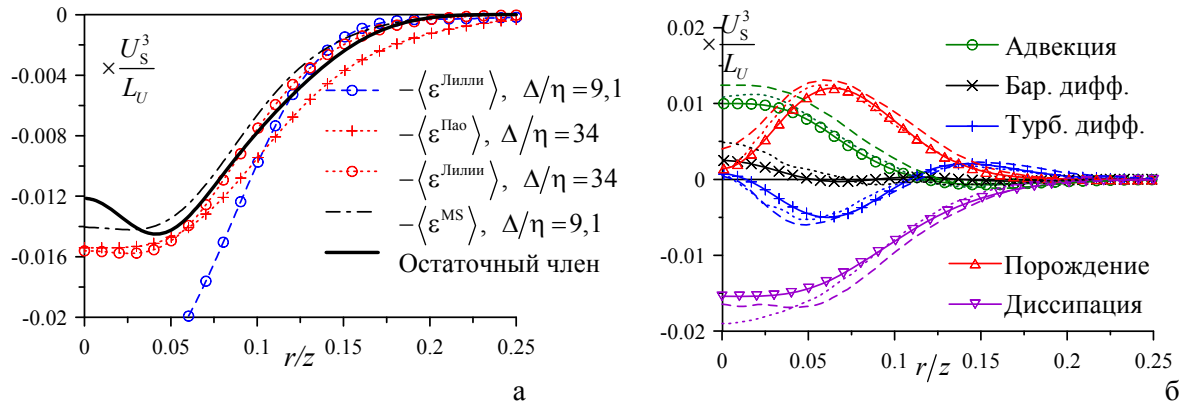 0
-0.004
-0.008
-0.012
-0.016
-0.02
× U_S^3 / L_U
−⟨ε^Лилли⟩, Δ/η = 9,1
−⟨ε^Пао⟩, Δ/η = 34
−⟨ε^Лилии⟩, Δ/η = 34
−⟨ε^MS⟩, Δ/η = 9,1
Остаточный член
0 0.05 0.1 0.15 0.2 0.25
r/z
а
0.02
0.01
0
-0.01
-0.02
× U_S^3 / L_U
Адвекция
Бар. дифф.
Турб. дифф.
Порождение
Диссипация
0 0.05 0.1 0.15 0.2 0.25
r/z
б